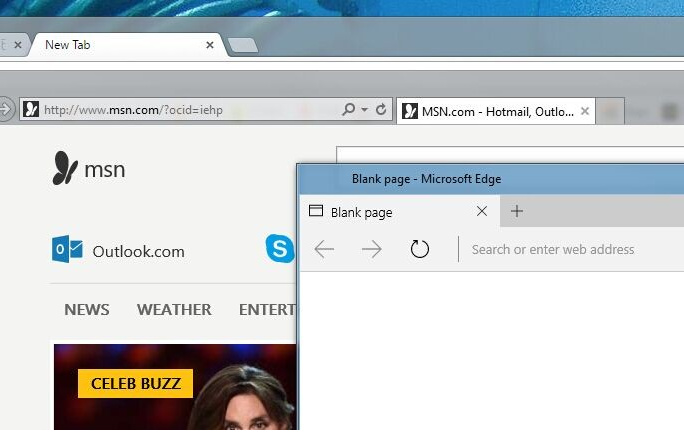 New Tab
http://www.msn.com/?ocid=iehp
MSN.com - Hotmail, Outlo...
msn
Blank page - Microsoft Edge
Blank page
Outlook.com
Search or enter web address
NEWS WEATHER ENTERT
CELEB BUZZ